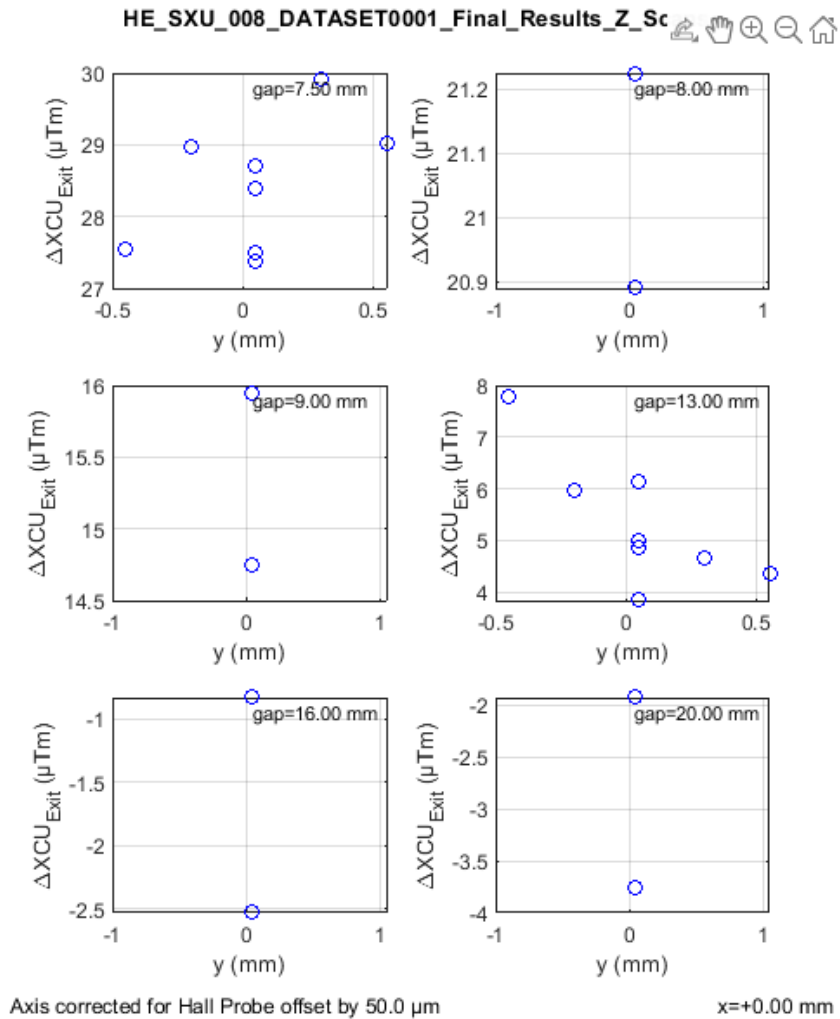 HE_SXU_008_DATASET0001_Final_Results_Z_Sc
30
29
28
27
ΔXCU_Exit (µTm)
gap=7.50 mm
-0.5 0 0.5
y (mm)
21.2
21.1
21
20.9
ΔXCU_Exit (µTm)
gap=8.00 mm
-1 0 1
y (mm)
16
15.5
15
14.5
ΔXCU_Exit (µTm)
gap=9.00 mm
-1 0 1
y (mm)
8
7
6
5
4
ΔXCU_Exit (µTm)
gap=13.00 mm
-0.5 0 0.5
y (mm)
-1
-1.5
-2
-2.5
ΔXCU_Exit (µTm)
gap=16.00 mm
-1 0 1
y (mm)
-2
-2.5
-3
-3.5
-4
ΔXCU_Exit (µTm)
gap=20.00 mm
-1 0 1
y (mm)
Axis corrected for Hall Probe offset by 50.0 µm
x=+0.00 mm